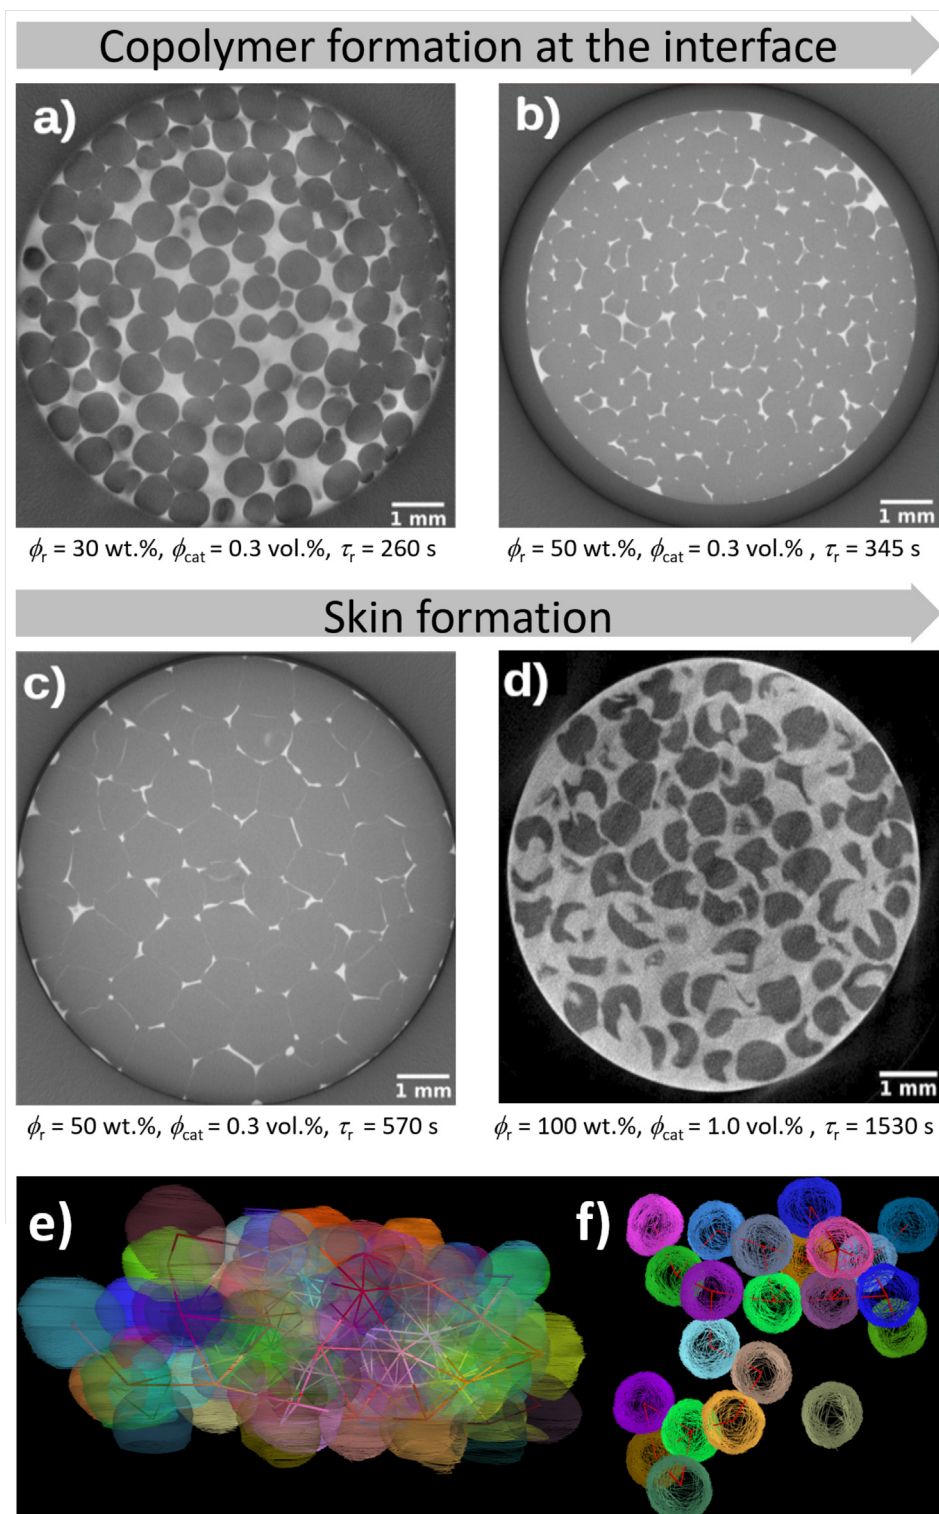 Copolymer formation at the interface
a)
b)
1 mm
1 mm
ϕr = 30 wt.%, ϕcat = 0.3 vol.%, τr = 260 s
ϕr = 50 wt.%, ϕcat = 0.3 vol.% , τr = 345 s
Skin formation
c)
d)
1 mm
1 mm
ϕr = 50 wt.%, ϕcat = 0.3 vol.%, τr = 570 s
ϕr = 100 wt.%, ϕcat = 1.0 vol.% , τr = 1530 s
e)
f)